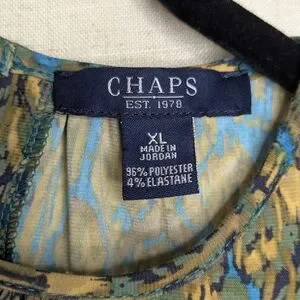 CHAPS
EST. 1978
XL
MADE IN
JORDAN
96% POLYESTER
4% ELASTANE